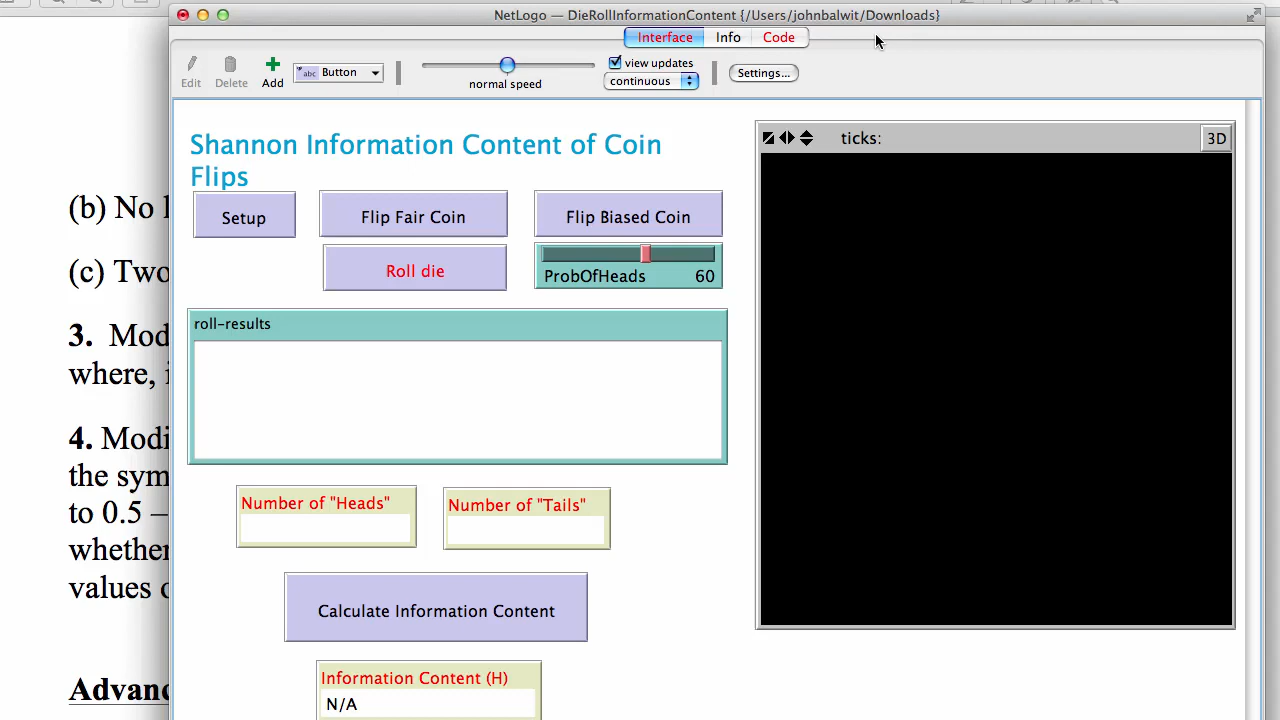 NetLogo — DieRollInformationContent {/Users/johnbalwit/Downloads}
Interface Info Code
Edit Delete Add abc Button normal speed view updates continuous Settings...
Shannon Information Content of Coin
Flips
ticks: 3D
Setup Flip Fair Coin Flip Biased Coin
Roll die ProbOfHeads 60
roll-results
Number of "Heads" Number of "Tails"
Calculate Information Content
Information Content (H)
N/A
(b) No
(c) Two
3. Mod
where,
4. Modi
the sym
to 0.5 —
whether
values
Advanc